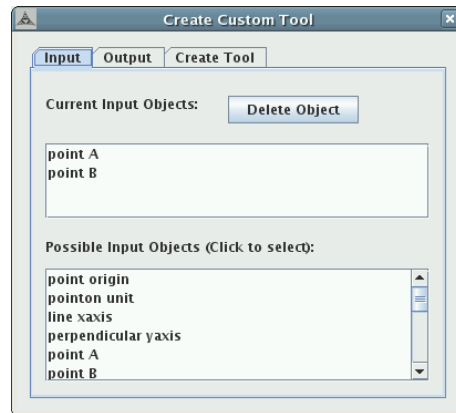 Create Custom Tool
Input Output Create Tool
Current Input Objects: Delete Object
point A
point B
Possible Input Objects (Click to select):
point origin
pointon unit
line xaxis
perpendicular yaxis
point A
point B